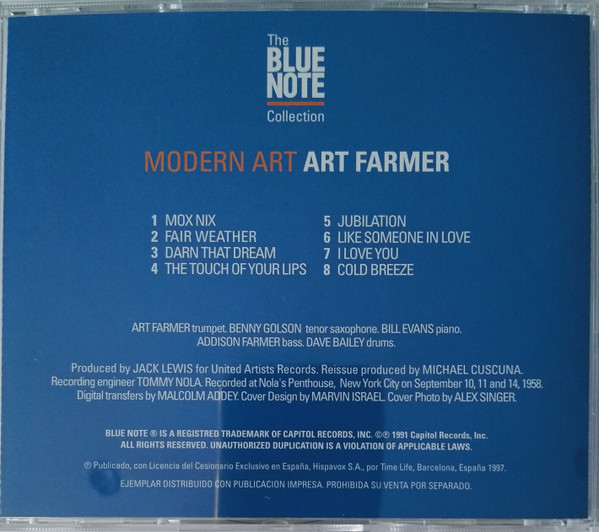 The
BLUE
NOTE
Collection
MODERN ART ART FARMER
1 MOX NIX
2 FAIR WEATHER
3 DARN THAT DREAM
4 THE TOUCH OF YOUR LIPS
5 JUBILATION
6 LIKE SOMEONE IN LOVE
7 I LOVE YOU
8 COLD BREEZE
ART FARMER trumpet. BENNY GOLSON tenor saxophone. BILL EVANS piano.
ADDISON FARMER bass. DAVE BAILEY drums.
Produced by JACK LEWIS for United Artists Records. Reissue produced by MICHAEL CUSCUNA.
Recording engineer TOMMY NOLA. Recorded at Nola`s Penthouse, New York City on September 10, 11 and 14, 1958.
Digital transfers by MALCOLM ADDEY. Cover Design by MARVIN ISRAEL. Cover Photo by ALEX SINGER.
BLUE NOTE ® IS A REGISTRED TRADEMARK OF CAPITOL RECORDS, INC. ©℗ 1991 Capitol Records, Inc.
ALL RIGHTS RESERVED. UNAUTHORIZED DUPLICATION IS A VIOLATION OF APPLICABLE LAWS.
℗ Publicado, con Licencia del Cesionario Exclusivo en España, Hispavox S.A., por Time Life, Barcelona, España 1997.
EJEMPLAR DISTRIBUIDO CON PUBLICACION IMPRESA. PROHIBIDA SU VENTA POR SEPARADO.